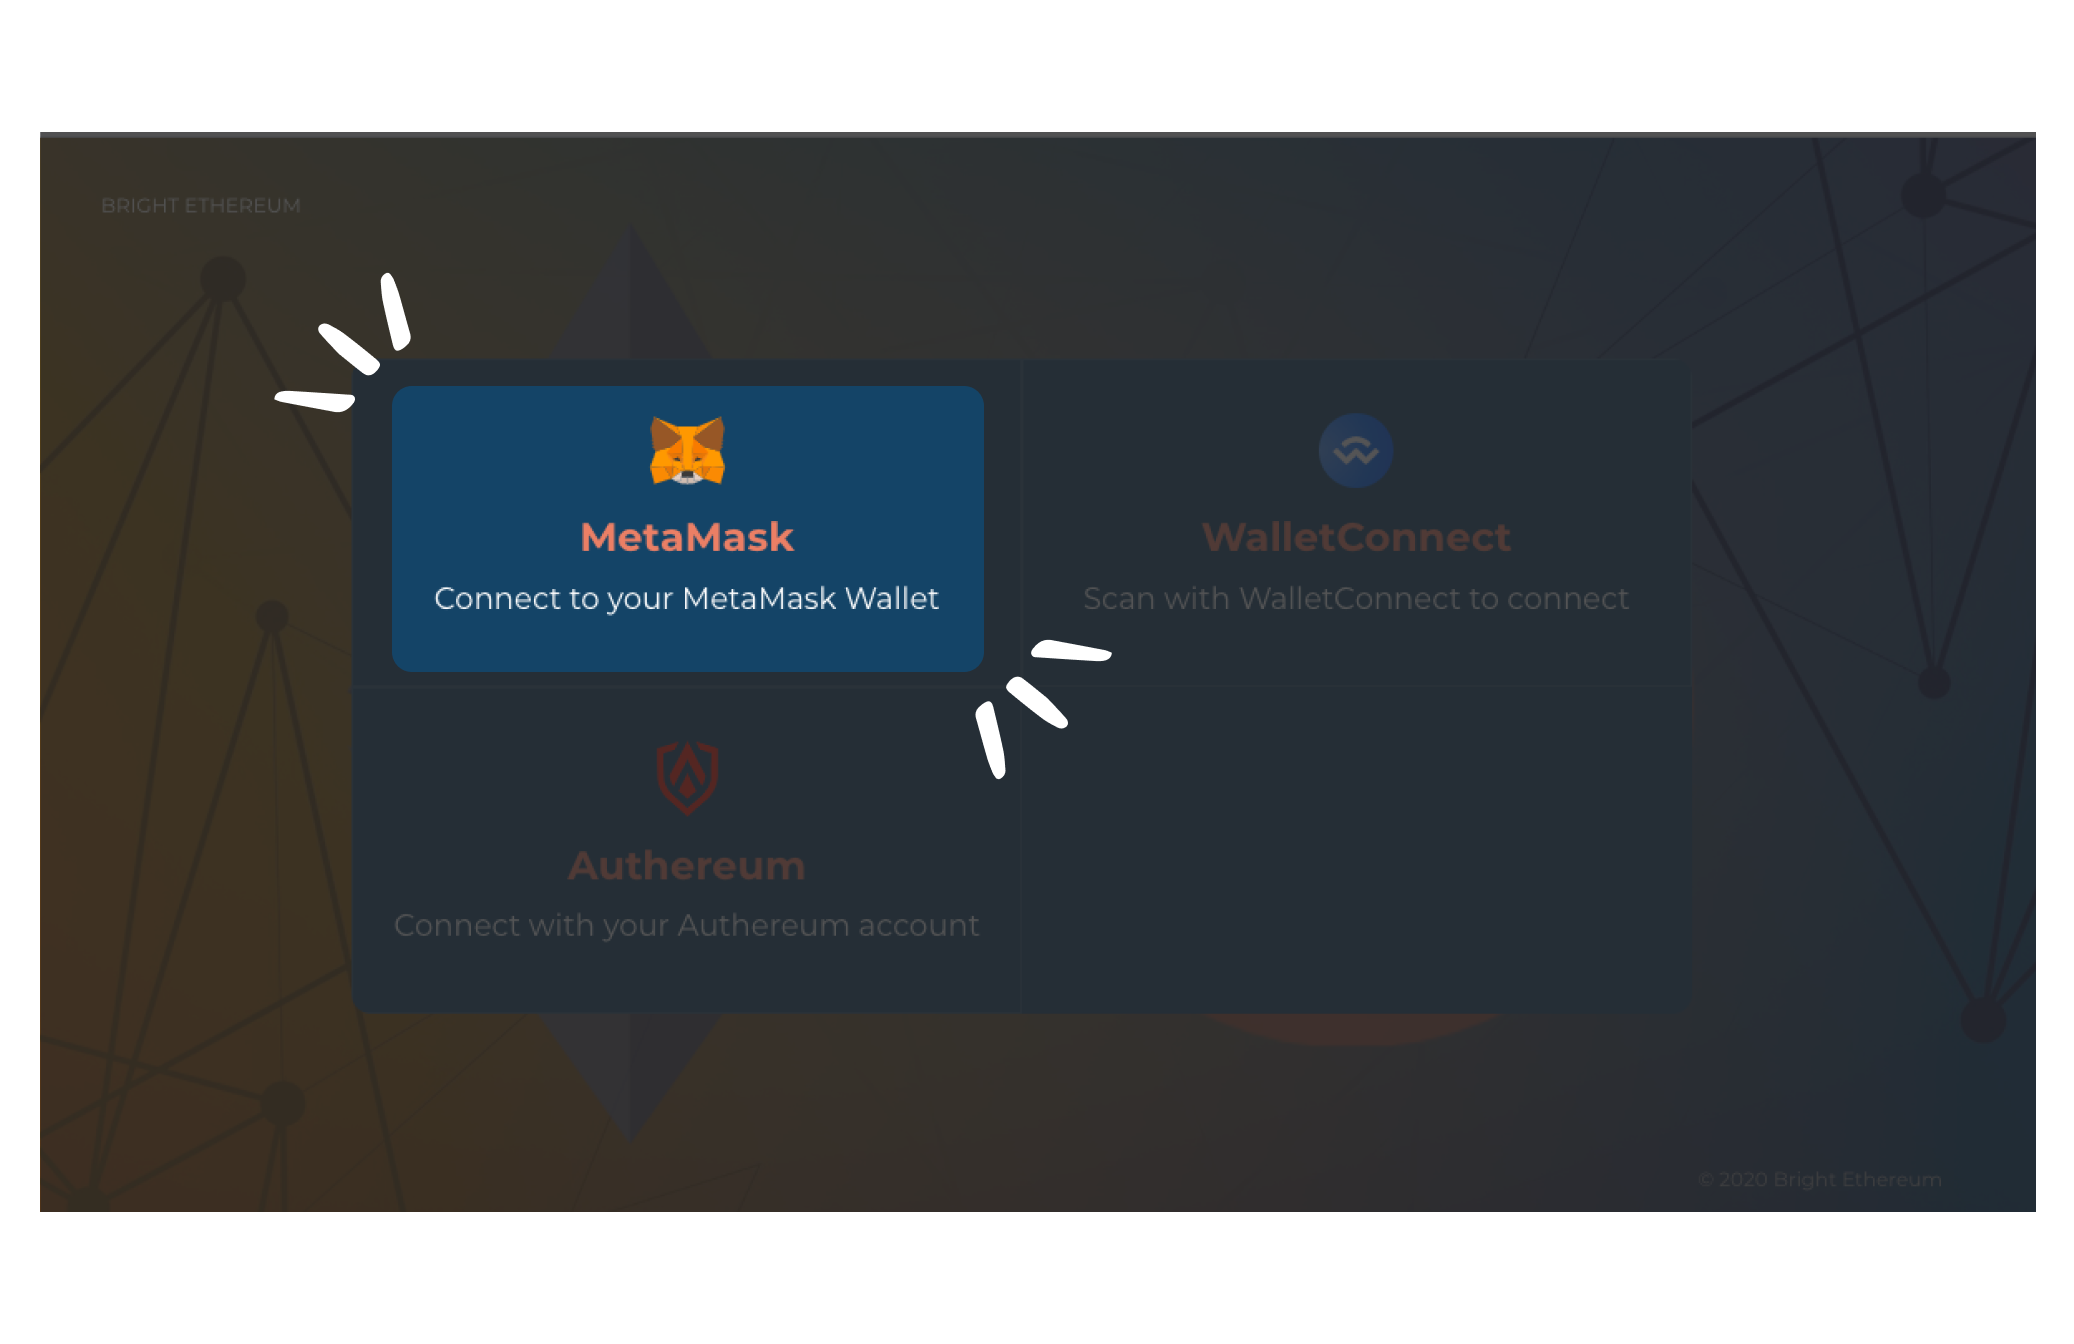 BRIGHT ETHEREUM
MetaMask
Connect to your MetaMask Wallet
WalletConnect
Scan with WalletConnect to connect
Authereum
Connect with your Authereum account
© 2020 Bright Ethereum